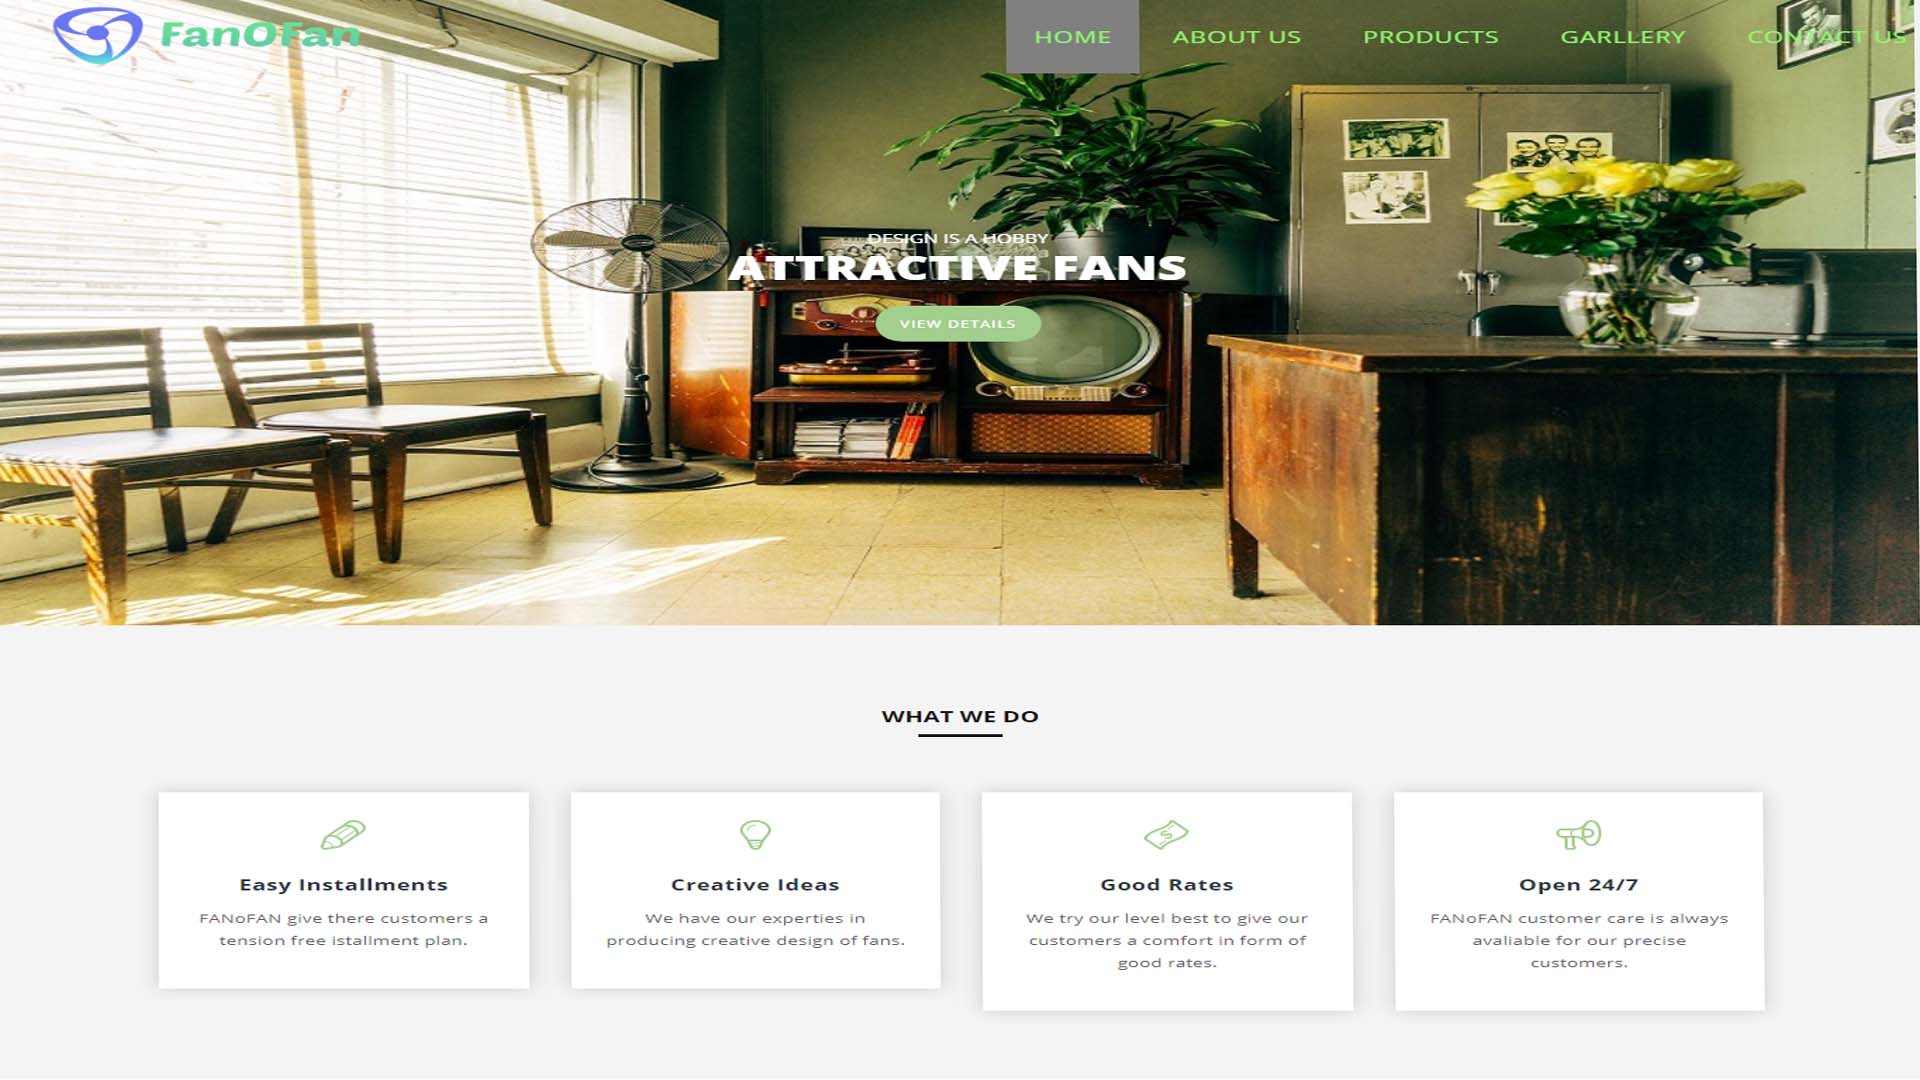 FanOFan
HOME ABOUT US PRODUCTS GARLLERY CONTACT US
DESIGN IS A HOBBY
ATTRACTIVE FANS
VIEW DETAILS
WHAT WE DO
Easy Installments
FANoFAN give there customers a
tension free istallment plan.
Creative Ideas
We have our experties in
producing creative design of fans.
Good Rates
We try our level best to give our
customers a comfort in form of
good rates.
Open 24/7
FANoFAN customer care is always
avaliable for our precise
customers.